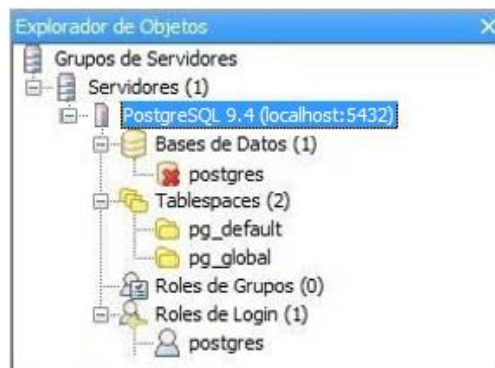 Explorador de Objetos
Grupos de Servidores
Servidores (1)
PostgreSQL 9.4 (localhost:5432)
Bases de Datos (1)
postgres
Tablespaces (2)
pg_default
pg_global
Roles de Grupos (0)
Roles de Login (1)
postgres